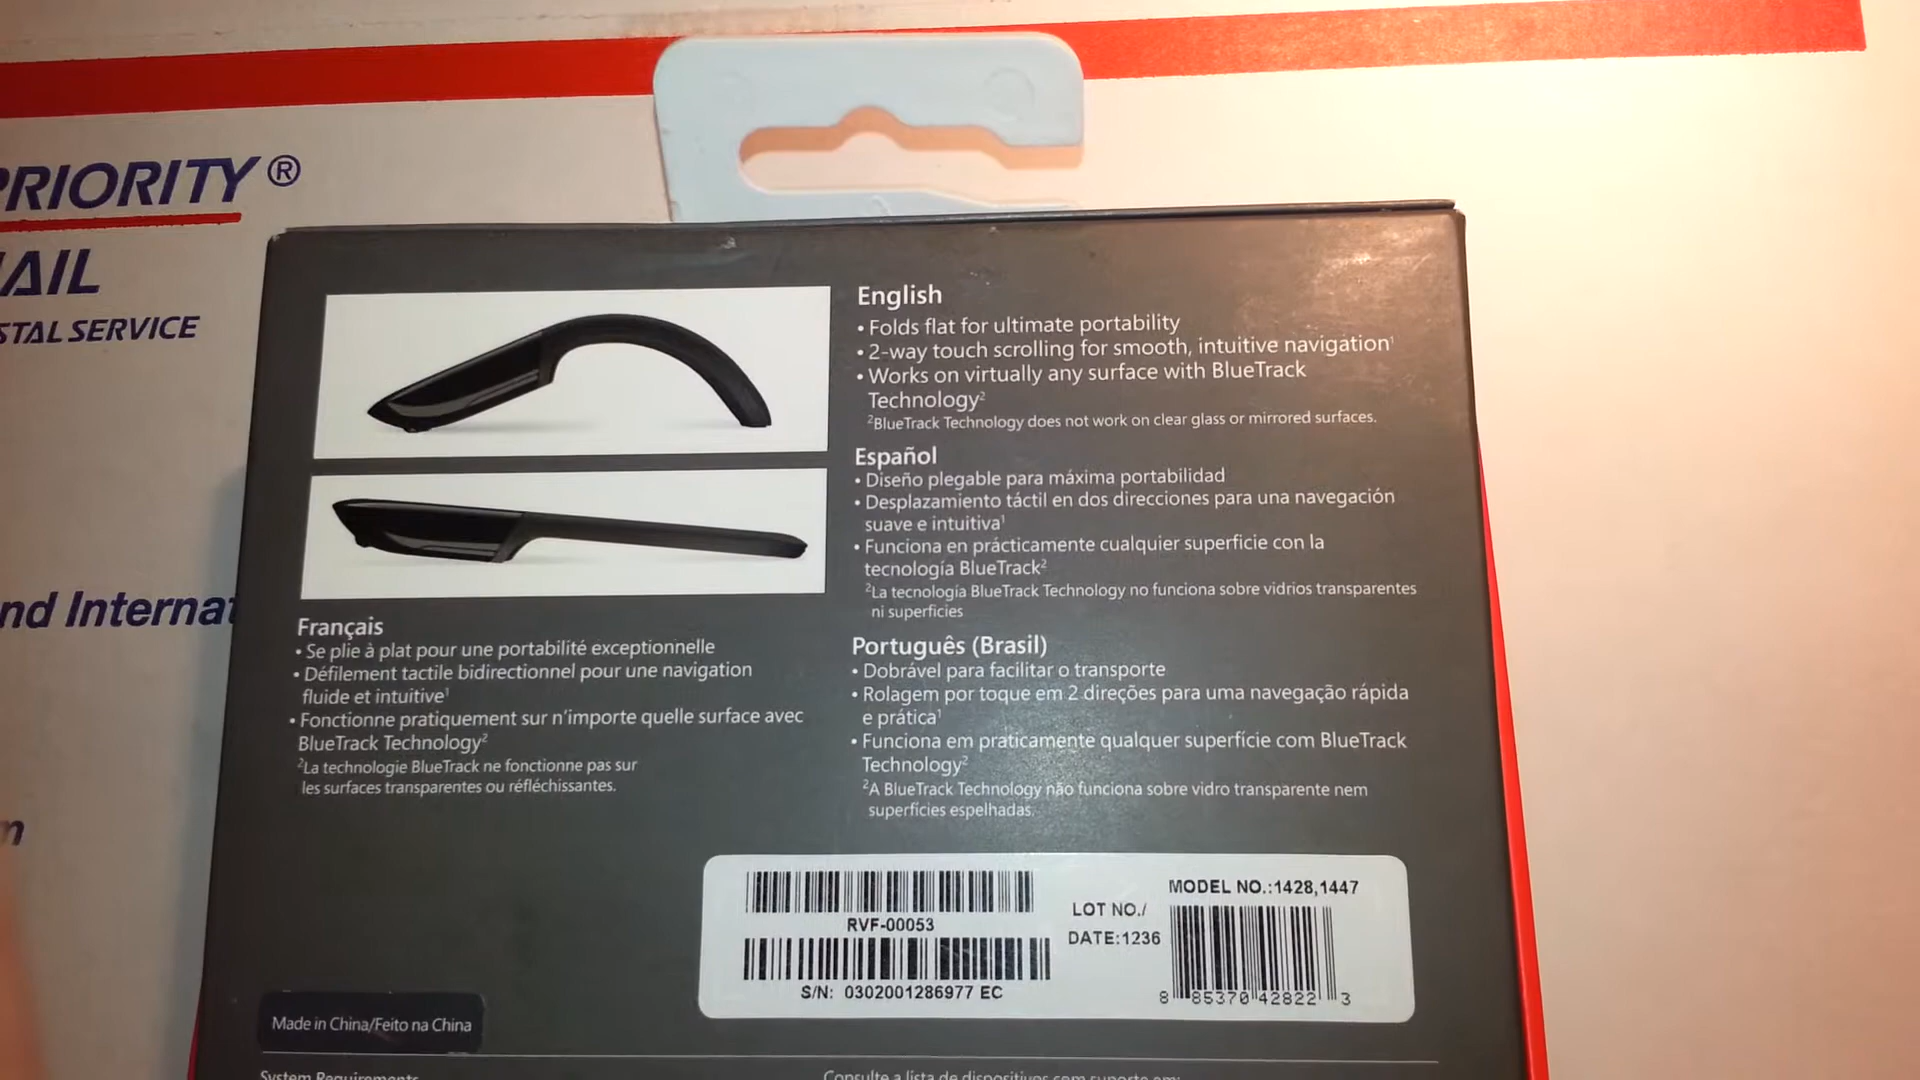 PRIORITY®
MAIL
POSTAL SERVICE
nd Internat
English
• Folds flat for ultimate portability
• 2-way touch scrolling for smooth, intuitive navigation¹
• Works on virtually any surface with BlueTrack
Technology²
²BlueTrack Technology does not work on clear glass or mirrored surfaces.
Español
• Diseño plegable para máxima portabilidad
• Desplazamiento táctil en dos direcciones para una navegación
suave e intuitiva¹
• Funciona en prácticamente cualquier superficie con la
tecnología BlueTrack²
²La tecnología BlueTrack Technology no funciona sobre vidrios transparentes
ni superficies
Français
• Se plie à plat pour une portabilité exceptionnelle
• Défilement tactile bidirectionnel pour une navigation
fluide et intuitive¹
• Fonctionne pratiquement sur n'importe quelle surface avec
BlueTrack Technology²
²La technologie BlueTrack ne fonctionne pas sur
les surfaces transparentes ou réfléchissantes.
Português (Brasil)
• Dobrável para facilitar o transporte
• Rolagem por toque em 2 direções para uma navegação rápida
e prática¹
• Funciona em praticamente qualquer superfície com BlueTrack
Technology²
²A BlueTrack Technology não funciona sobre vidro transparente nem
superfícies espelhadas.
RVF-00053
S/N: 0302001286977 EC
LOT NO./
DATE:1236
MODEL NO.:1428,1447
8 85370 42822 3
Made in China/Feito na China
System Requirements
Consulte a lista de dispositivos com suporte em: